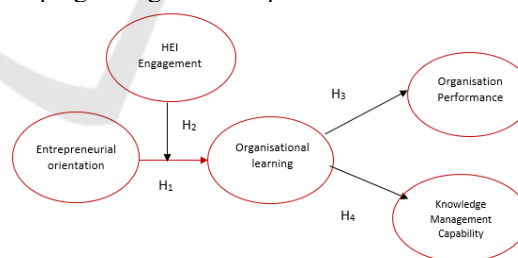 HEI
Engagement
Organisation
Performance
H3
H2
Entrepreneurial
orientation
Organisational
learning
H1
Knowledge
Management
Capability
H4